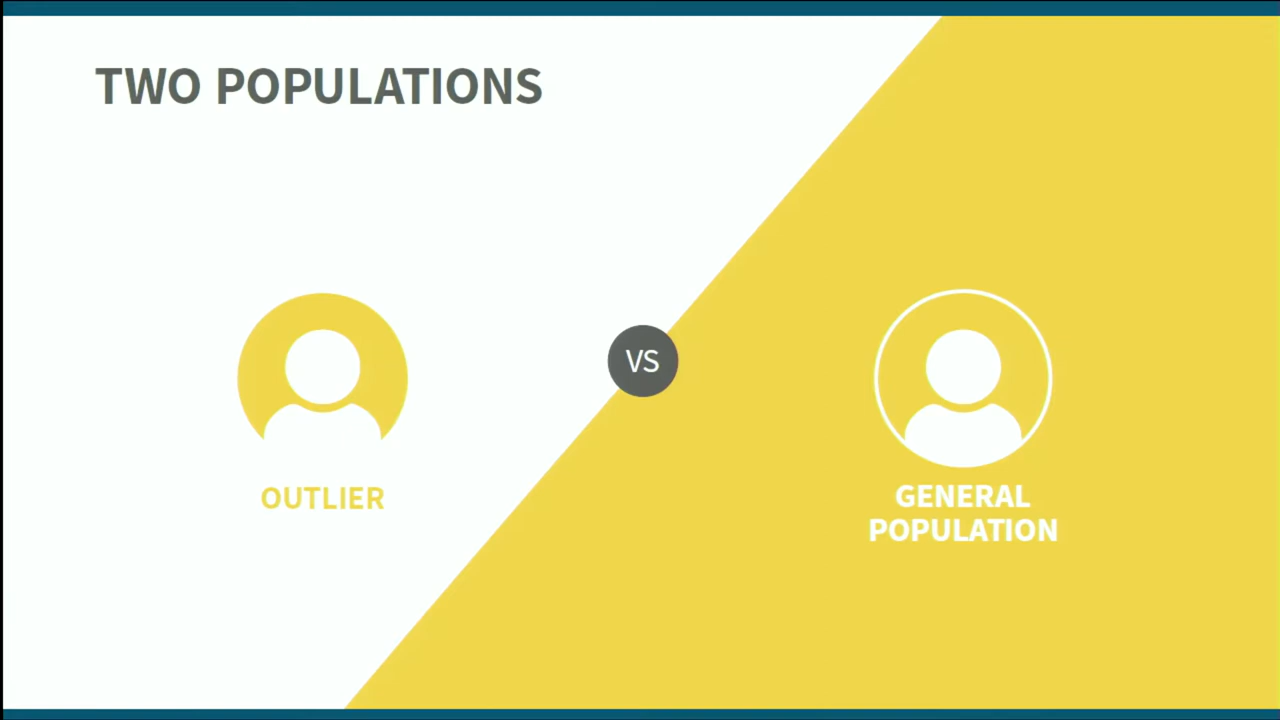 TWO POPULATIONS
VS
OUTLIER
GENERAL
POPULATION